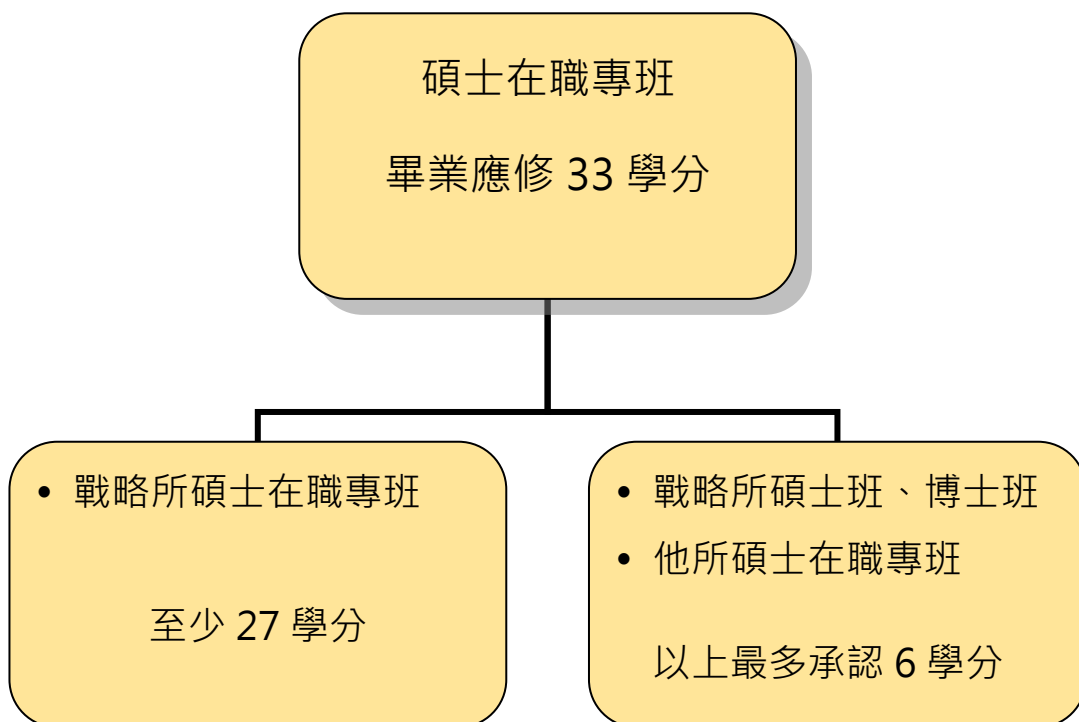 碩士在職專班
畢業應修 33 學分
• 戰略所碩士在職專班
至少 27 學分
• 戰略所碩士班、博士班
• 他所碩士在職專班
以上最多承認 6 學分